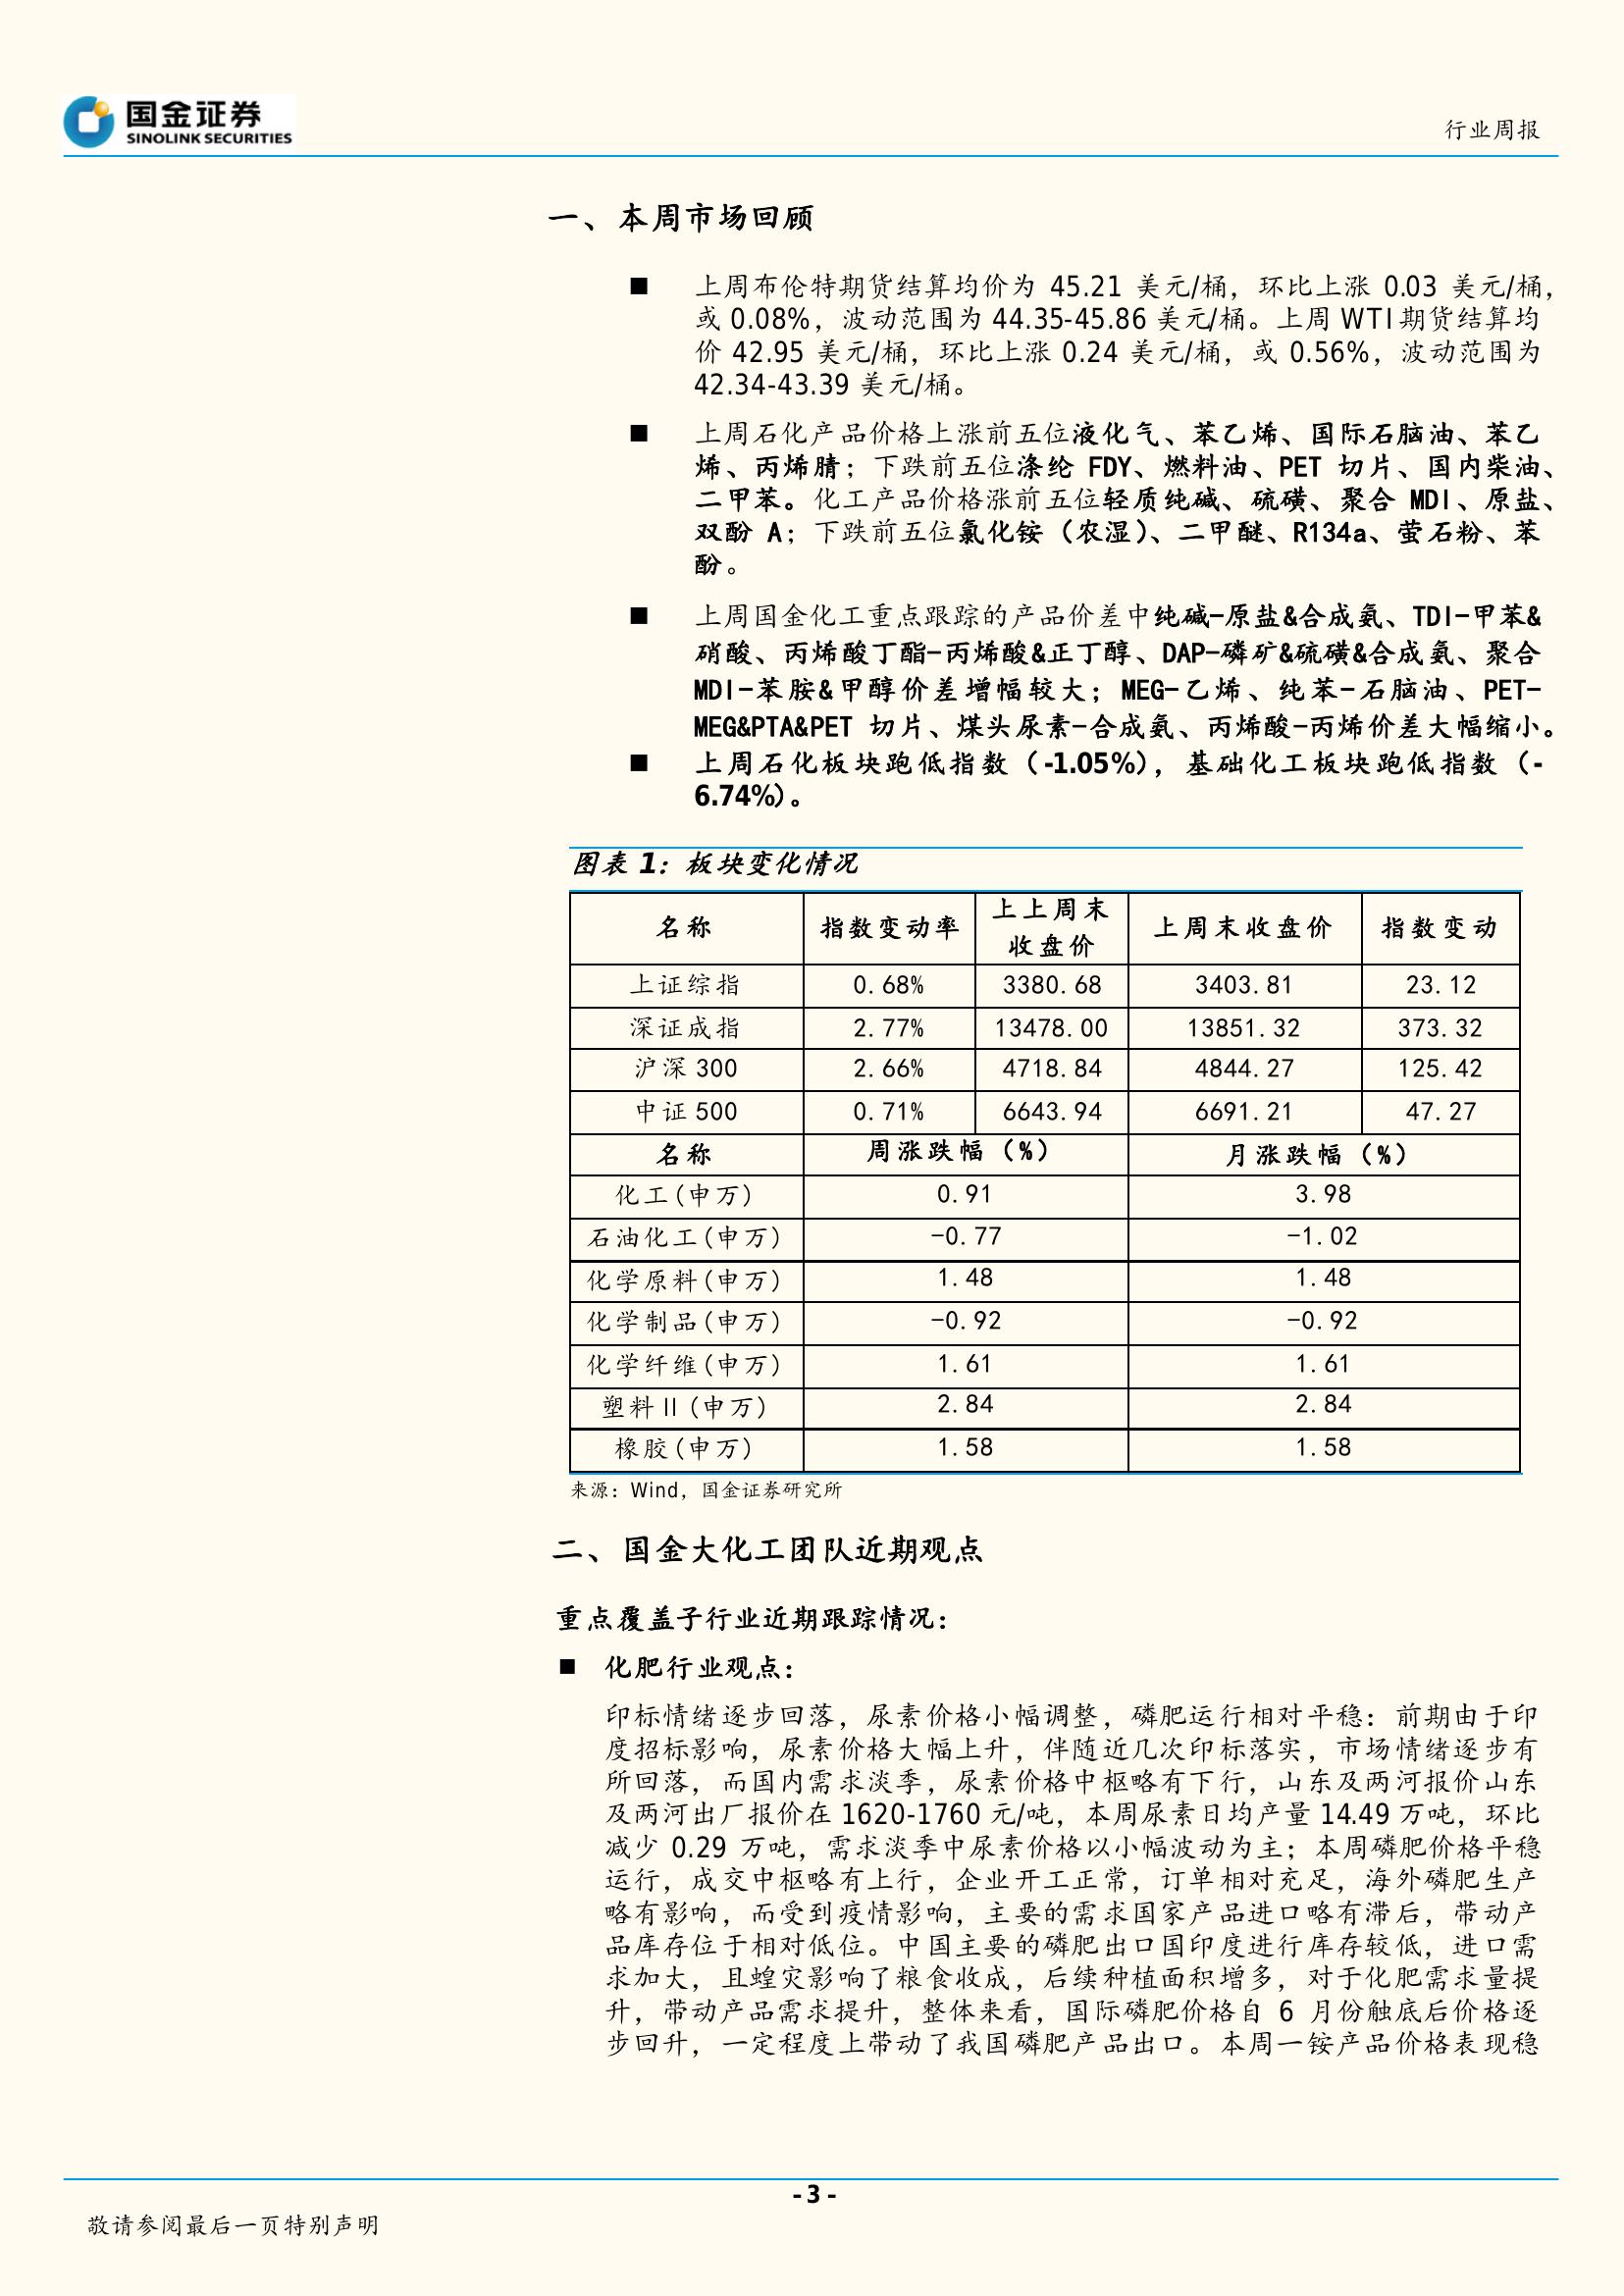 国金证券
SINOLINK SECURITIES
行业周报
一、本周市场回顾
■ 上周布伦特期货结算均价为 45.21 美元/桶，环比上涨 0.03 美元/桶，
或 0.08%，波动范围为 44.35-45.86 美元/桶。上周 WTI 期货结算均
价 42.95 美元/桶，环比上涨 0.24 美元/桶，或 0.56%，波动范围为
42.34-43.39 美元/桶。
■ 上周石化产品价格上涨前五位液化气、苯乙烯、国际石脑油、苯乙
烯、丙烯腈；下跌前五位涤纶 FDY、燃料油、PET 切片、国内柴油、
二甲苯。化工产品价格涨前五位轻质纯碱、硫磺、聚合 MDI、原盐、
双酚 A；下跌前五位氯化铵（农湿）、二甲醚、R134a、萤石粉、苯
酚。
■ 上周国金化工重点跟踪的产品价差中纯碱-原盐&合成氨、TDI-甲苯&
硝酸、丙烯酸丁酯-丙烯酸&正丁醇、DAP-磷矿&硫磺&合成氨、聚合
MDI-苯胺&甲醇价差增幅较大；MEG-乙烯、纯苯-石脑油、PET-
MEG&PTA&PET 切片、煤头尿素-合成氨、丙烯酸-丙烯价差大幅缩小。
■ 上周石化板块跑低指数（-1.05%），基础化工板块跑低指数（-
6.74%）。
图表 1：板块变化情况
名称 指数变动率 上上周末收盘价 上周末收盘价 指数变动
上证综指 0.68% 3380.68 3403.81 23.12
深证成指 2.77% 13478.00 13851.32 373.32
沪深 300 2.66% 4718.84 4844.27 125.42
中证 500 0.71% 6643.94 6691.21 47.27
名称 周涨跌幅（%） 月涨跌幅（%）
化工(申万) 0.91 3.98
石油化工(申万) -0.77 -1.02
化学原料(申万) 1.48 1.48
化学制品(申万) -0.92 -0.92
化学纤维(申万) 1.61 1.61
塑料 II (申万) 2.84 2.84
橡胶(申万) 1.58 1.58
来源：Wind，国金证券研究所
二、国金大化工团队近期观点
重点覆盖子行业近期跟踪情况：
■ 化肥行业观点：
印标情绪逐步回落，尿素价格小幅调整，磷肥运行相对平稳：前期由于印
度招标影响，尿素价格大幅上升，伴随近几次印标落实，市场情绪逐步有
所回落，而国内需求淡季，尿素价格中枢略有下行，山东及两河报价山东
及两河出厂报价在 1620-1760 元/吨，本周尿素日均产量 14.49 万吨，环比
减少 0.29 万吨，需求淡季中尿素价格以小幅波动为主；本周磷肥价格平稳
运行，成交中枢略有上行，企业开工正常，订单相对充足，海外磷肥生产
略有影响，而受到疫情影响，主要的需求国家产品进口略有滞后，带动产
品库存位于相对低位。中国主要的磷肥出口国印度进行库存较低，进口需
求加大，且蝗灾影响了粮食收成，后续种植面积增多，对于化肥需求量提
升，带动产品需求提升，整体来看，国际磷肥价格自 6 月份触底后价格逐
步回升，一定程度上带动了我国磷肥产品出口。本周一铵产品价格表现稳
- 3 -
敬请参阅最后一页特别声明